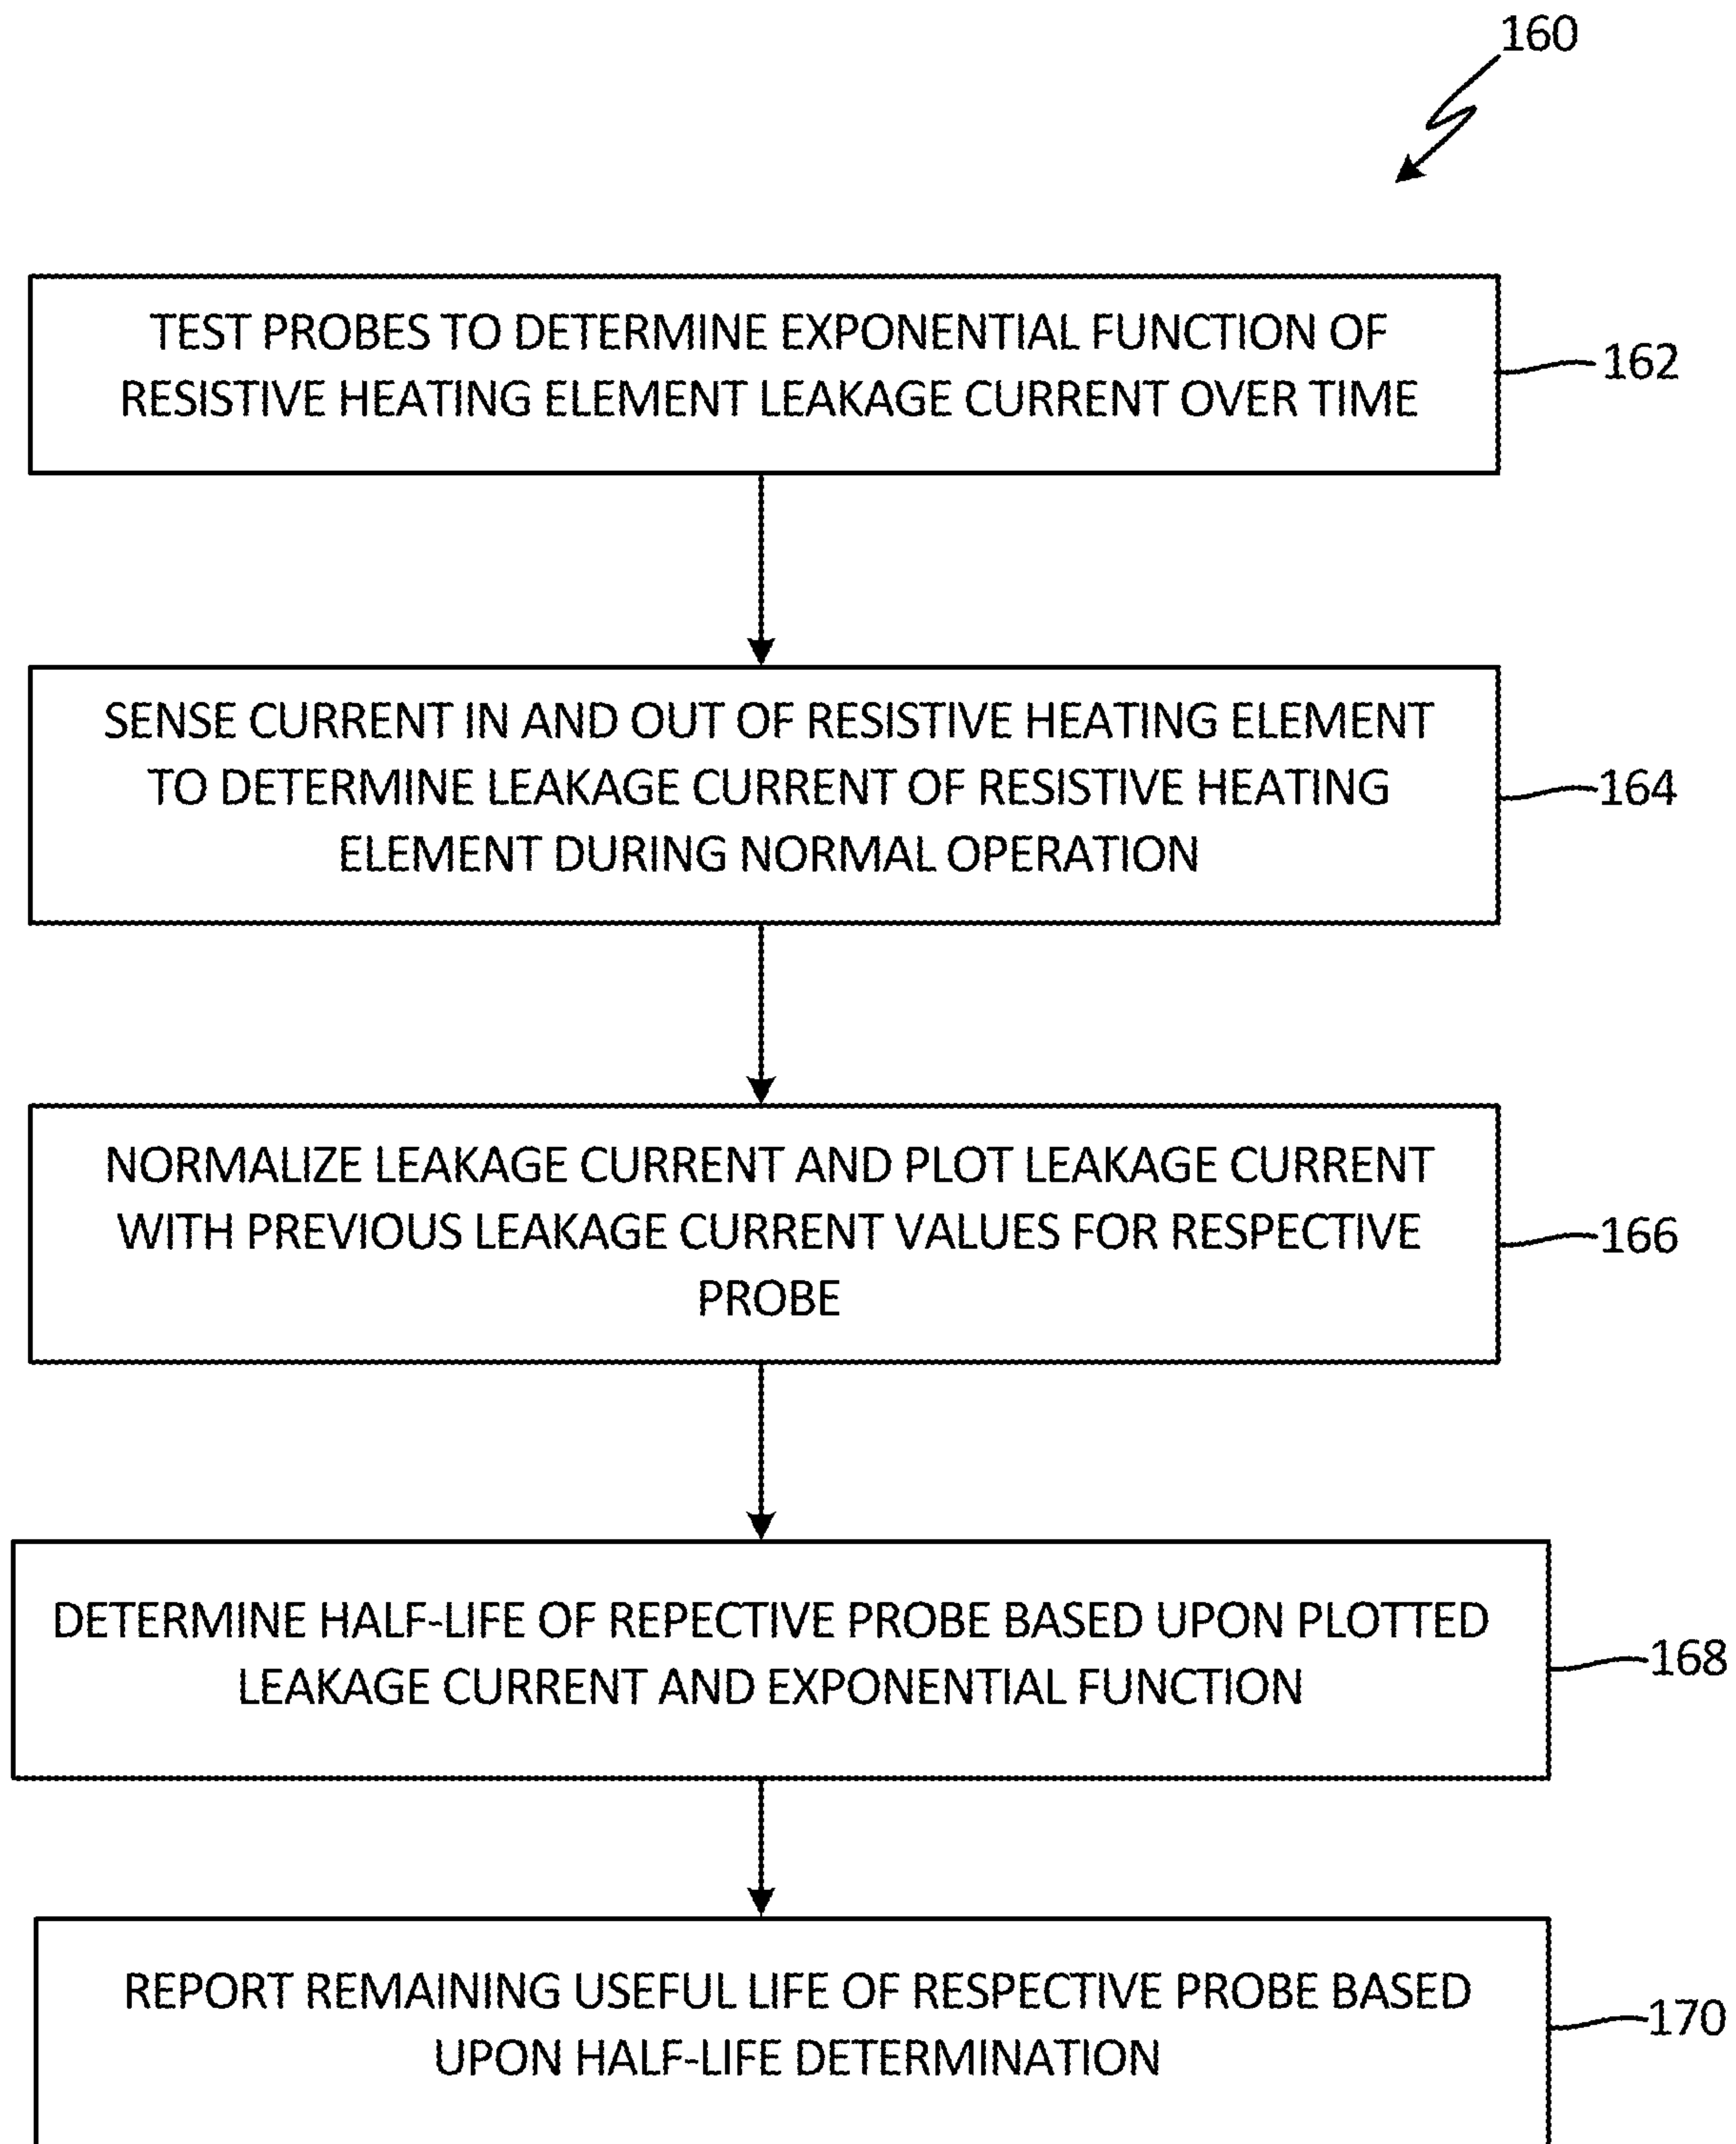 160
TEST PROBES TO DETERMINE EXPONENTIAL FUNCTION OF
RESISTIVE HEATING ELEMENT LEAKAGE CURRENT OVER TIME
162
SENSE CURRENT IN AND OUT OF RESISTIVE HEATING ELEMENT
TO DETERMINE LEAKAGE CURRENT OF RESISTIVE HEATING
ELEMENT DURING NORMAL OPERATION
164
NORMALIZE LEAKAGE CURRENT AND PLOT LEAKAGE CURRENT
WITH PREVIOUS LEAKAGE CURRENT VALUES FOR RESPECTIVE
PROBE
166
DETERMINE HALF-LIFE OF REPECTIVE PROBE BASED UPON PLOTTED
LEAKAGE CURRENT AND EXPONENTIAL FUNCTION
168
REPORT REMAINING USEFUL LIFE OF RESPECTIVE PROBE BASED
UPON HALF-LIFE DETERMINATION
170